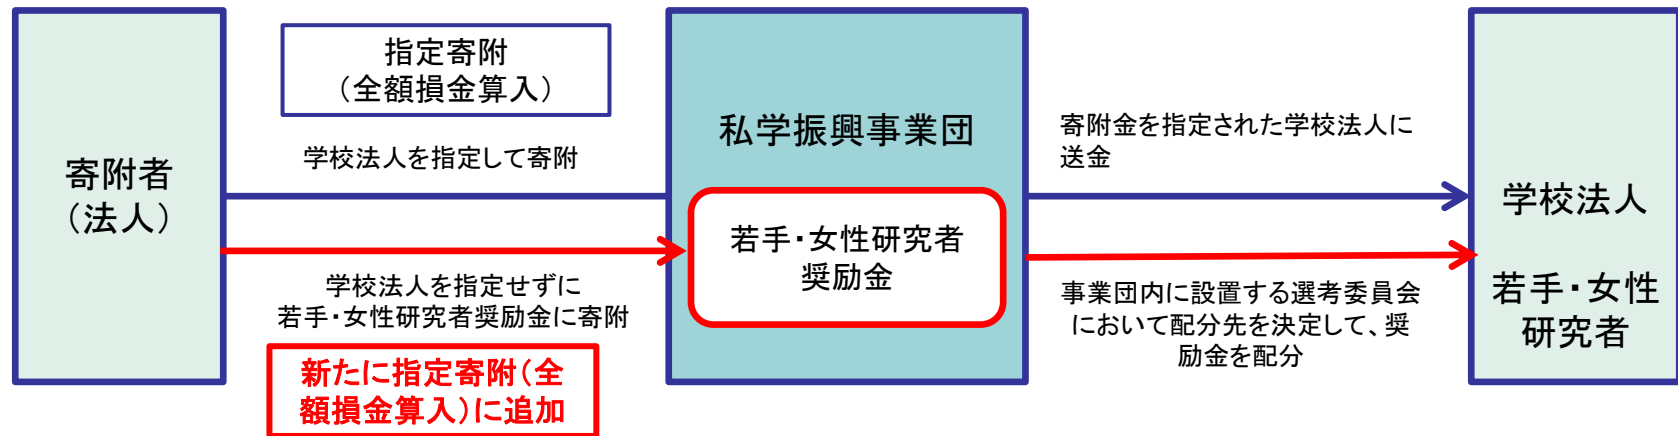 寄附者
（法人）
指定寄附
（全額損金算入）
学校法人を指定して寄附
学校法人を指定せずに
若手・女性研究者奨励金に寄附
新たに指定寄附（全
額損金算入）に追加
私学振興事業団
若手・女性研究者
奨励金
寄附金を指定された学校法人に
送金
事業団内に設置する選考委員会
において配分先を決定して、奨
励金を配分
学校法人
若手・女性
研究者